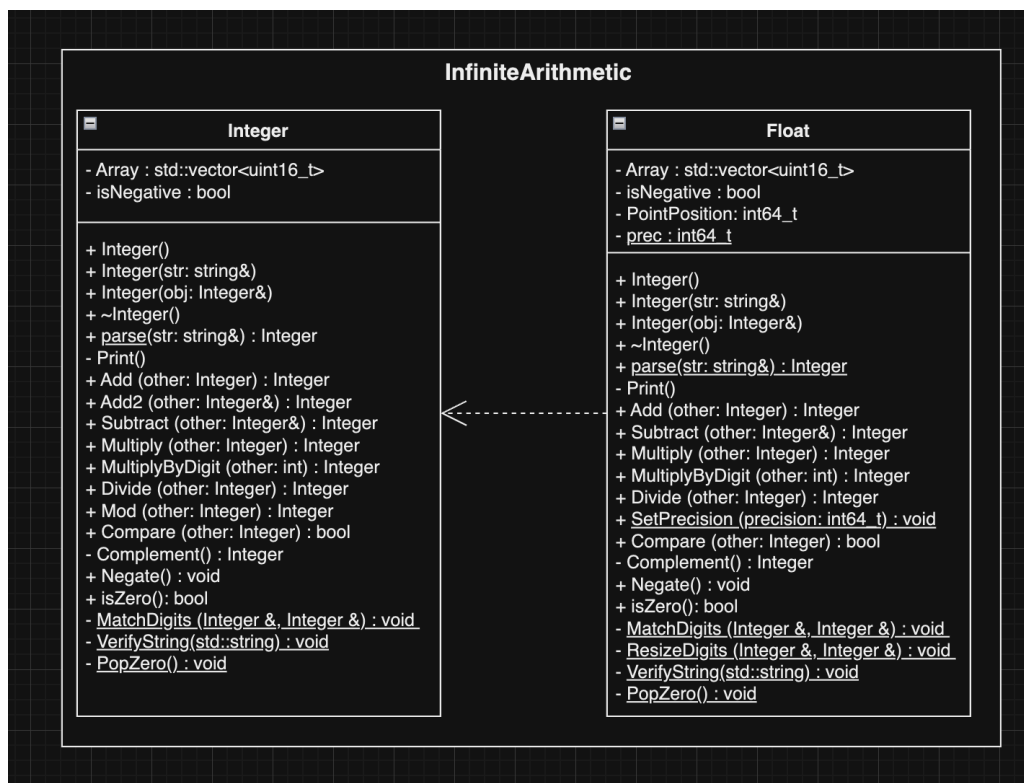 InfiniteArithmetic
Integer
- Array : std::vector<uint16_t>
- isNegative : bool
+ Integer()
+ Integer(str: string&)
+ Integer(obj: Integer&)
+ ~Integer()
+ parse(str: string&) : Integer
- Print()
+ Add (other: Integer) : Integer
+ Add2 (other: Integer&) : Integer
+ Subtract (other: Integer&) : Integer
+ Multiply (other: Integer) : Integer
+ MultiplyByDigit (other: int) : Integer
+ Divide (other: Integer) : Integer
+ Mod (other: Integer) : Integer
+ Compare (other: Integer) : bool
- Complement() : Integer
+ Negate() : void
+ isZero(): bool
- MatchDigits (Integer &, Integer &) : void
- VerifyString(std::string) : void
- PopZero() : void
Float
- Array : std::vector<uint16_t>
- isNegative : bool
- PointPosition: int64_t
- prec : int64_t
+ Integer()
+ Integer(str: string&)
+ Integer(obj: Integer&)
+ ~Integer()
+ parse(str: string&) : Integer
- Print()
+ Add (other: Integer) : Integer
+ Subtract (other: Integer&) : Integer
+ Multiply (other: Integer) : Integer
+ MultiplyByDigit (other: int) : Integer
+ Divide (other: Integer) : Integer
+ SetPrecision (precision: int64_t) : void
+ Compare (other: Integer) : bool
- Complement() : Integer
+ Negate() : void
+ isZero(): bool
- MatchDigits (Integer &, Integer &) : void
- ResizeDigits (Integer &, Integer &) : void
- VerifyString(std::string) : void
- PopZero() : void